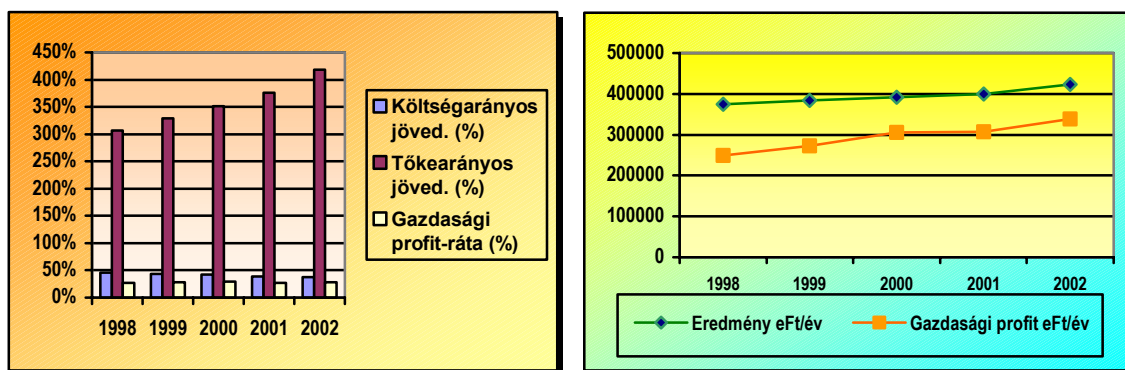 450%
400%
350%
300%
250%
200%
150%
100%
50%
0%
1998 1999 2000 2001 2002
Költségarányos
jöved. (%)
Tőkearányos
jöved. (%)
Gazdasági
profit-ráta (%)
500000
400000
300000
200000
100000
0
1998 1999 2000 2001 2002
Eredmény eFt/év Gazdasági profit eFt/év